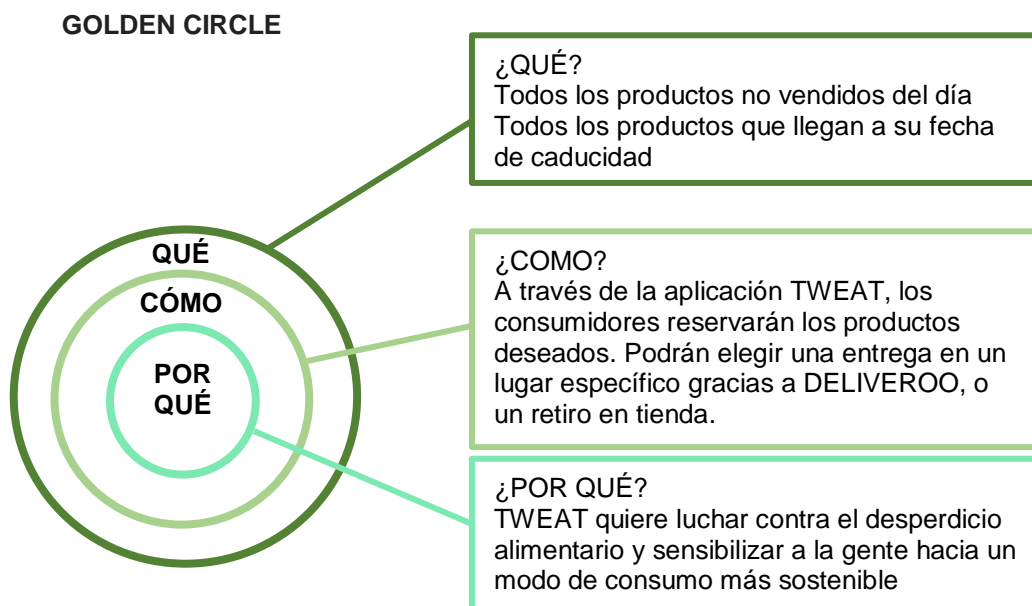 GOLDEN CIRCLE
¿QUÉ?
Todos los productos no vendidos del día
Todos los productos que llegan a su fecha
de caducidad
QUÉ
CÓMO
POR
QUÉ
¿COMO?
A través de la aplicación TWEAT, los
consumidores reservarán los productos
deseados. Podrán elegir una entrega en un
lugar específico gracias a DELIVEROO, o
un retiro en tienda.
¿POR QUÉ?
TWEAT quiere luchar contra el desperdicio
alimentario y sensibilizar a la gente hacia un
modo de consumo más sostenible